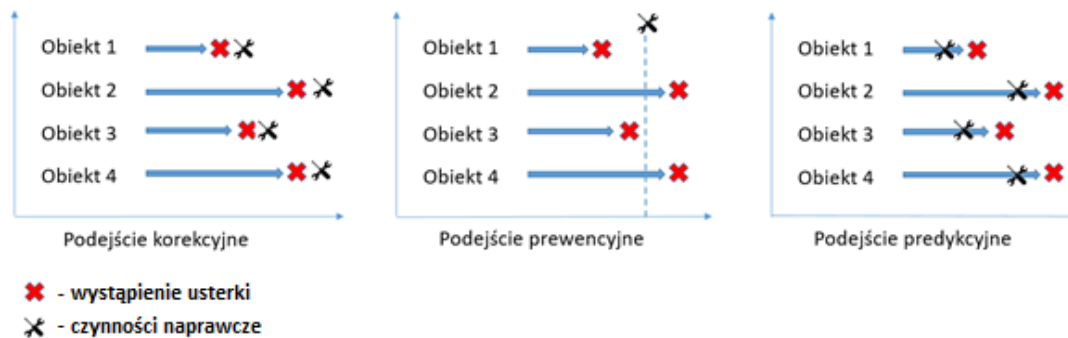 Obiekt 1
Obiekt 2
Obiekt 3
Obiekt 4
Podejście korekcyjne
Obiekt 1
Obiekt 2
Obiekt 3
Obiekt 4
Podejście prewencyjne
Obiekt 1
Obiekt 2
Obiekt 3
Obiekt 4
Podejście predykcyjne
- wystąpienie usterki
- czynności naprawcze